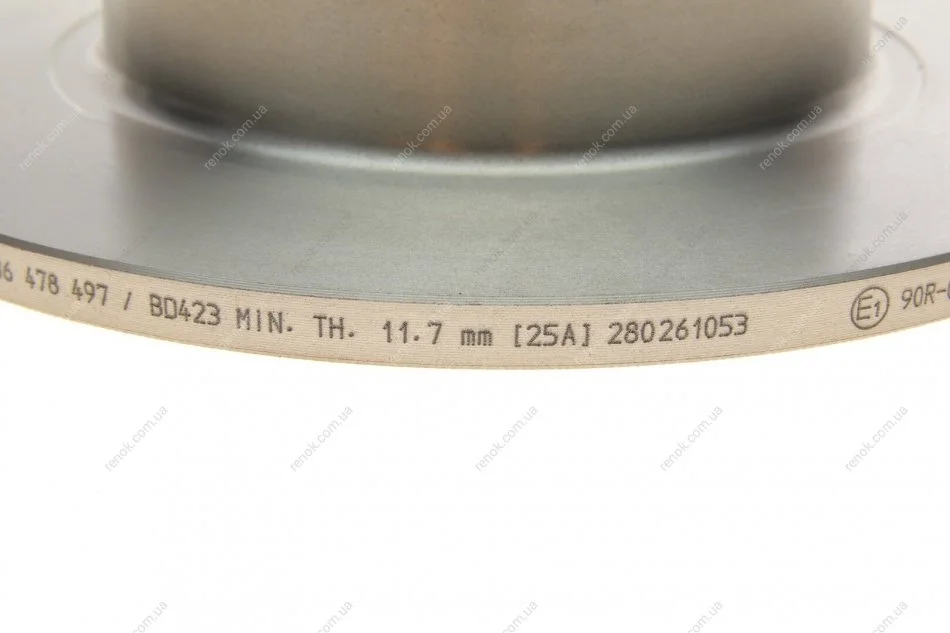 478 497 / BD423 MIN. TH. 11.7 mm [25A] 280261053 E1 90R-
renok.com.ua